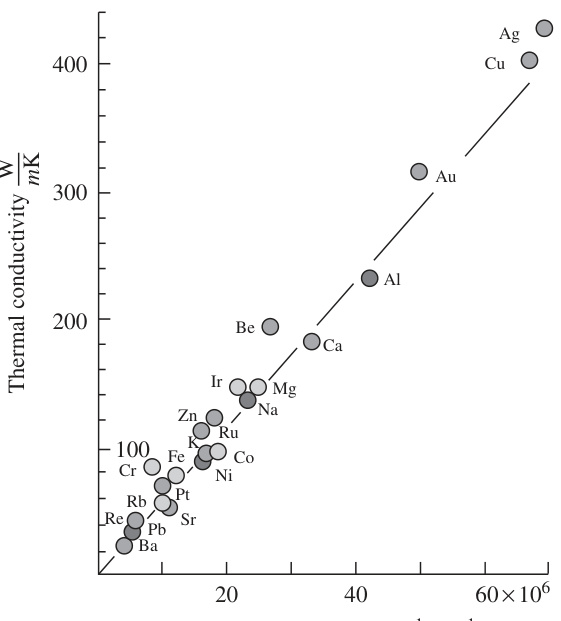 Ag
Cu
400
W
mK
Au
300
Thermal conductivity
Al
Be
200
Ca
Ir
Mg
Na
Zn
Ru
K
100
Co
Fe
Cr
Ni
Pt
Rb
Sr
Re
Pb
Ba
20
40
60×10⁶